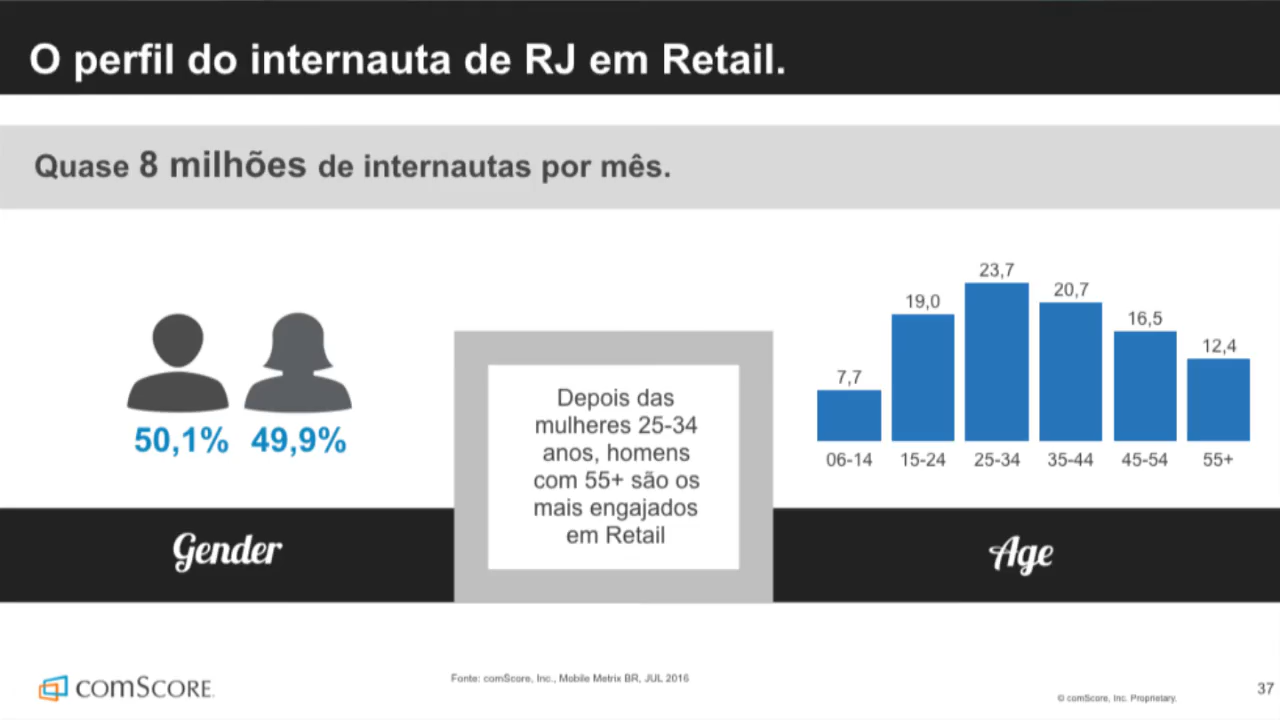 O perfil do internauta de RJ em Retail.
Quase 8 milhões de internautas por mês.
50,1% 49,9%
Gender
Depois das
mulheres 25-34
anos, homens
com 55+ são os
mais engajados
em Retail
7,7
19,0
23,7
20,7
16,5
12,4
06-14 15-24 25-34 35-44 45-54 55+
Age
comSCORE.
Fonte: comScore, Inc., Mobile Metrix BR, JUL 2016
© comScore, Inc. Proprietary.
37